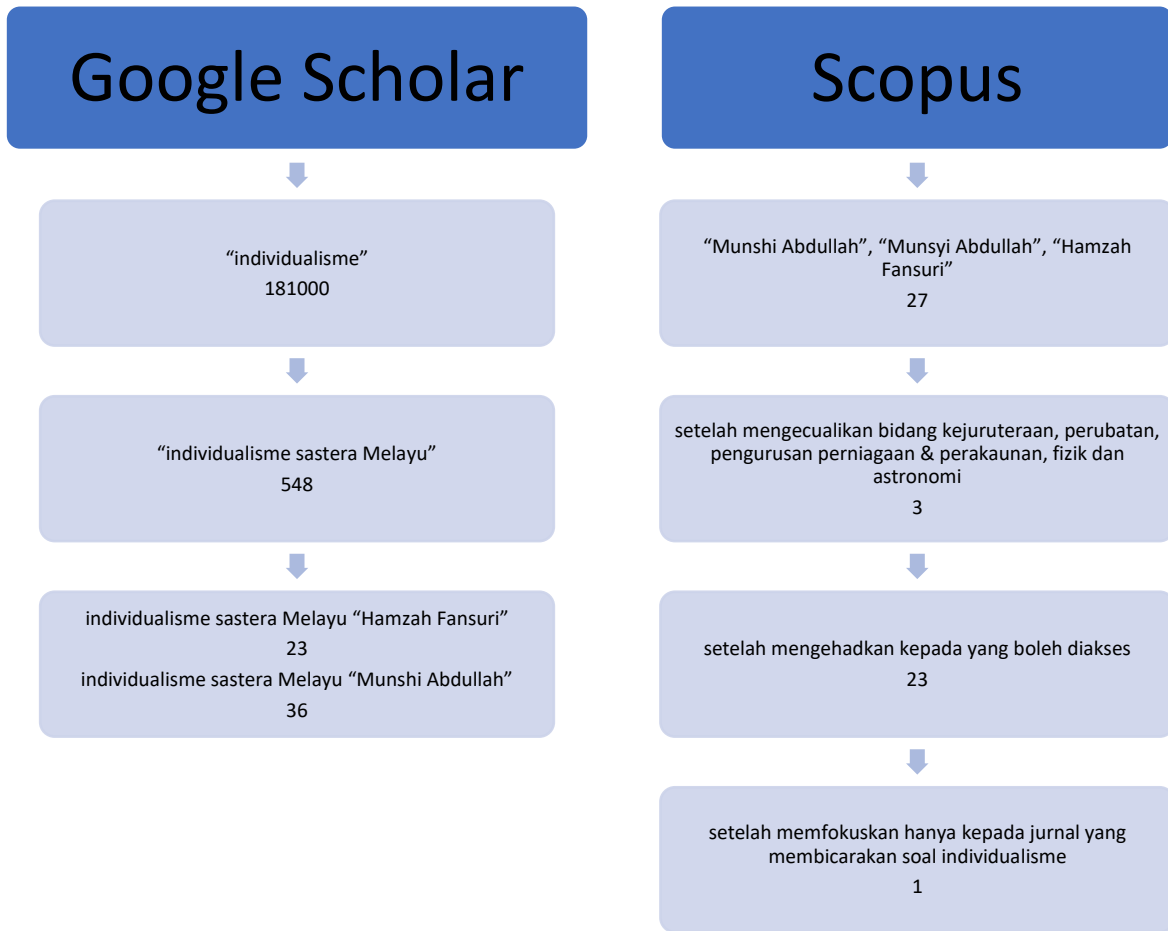 Google Scholar
“individualisme”
181000
“individualisme sastera Melayu”
548
individualisme sastera Melayu “Hamzah Fansuri”
23
individualisme sastera Melayu “Munshi Abdullah”
36
Scopus
“Munshi Abdullah”, “Munsyi Abdullah”, “Hamzah
Fansuri”
27
setelah mengecualikan bidang kejuruteraan, perubatan,
pengurusan perniagaan & perakaunan, fizik dan
astronomi
3
setelah mengehadkan kepada yang boleh diakses
23
setelah memfokuskan hanya kepada jurnal yang
membicarakan soal individualisme
1